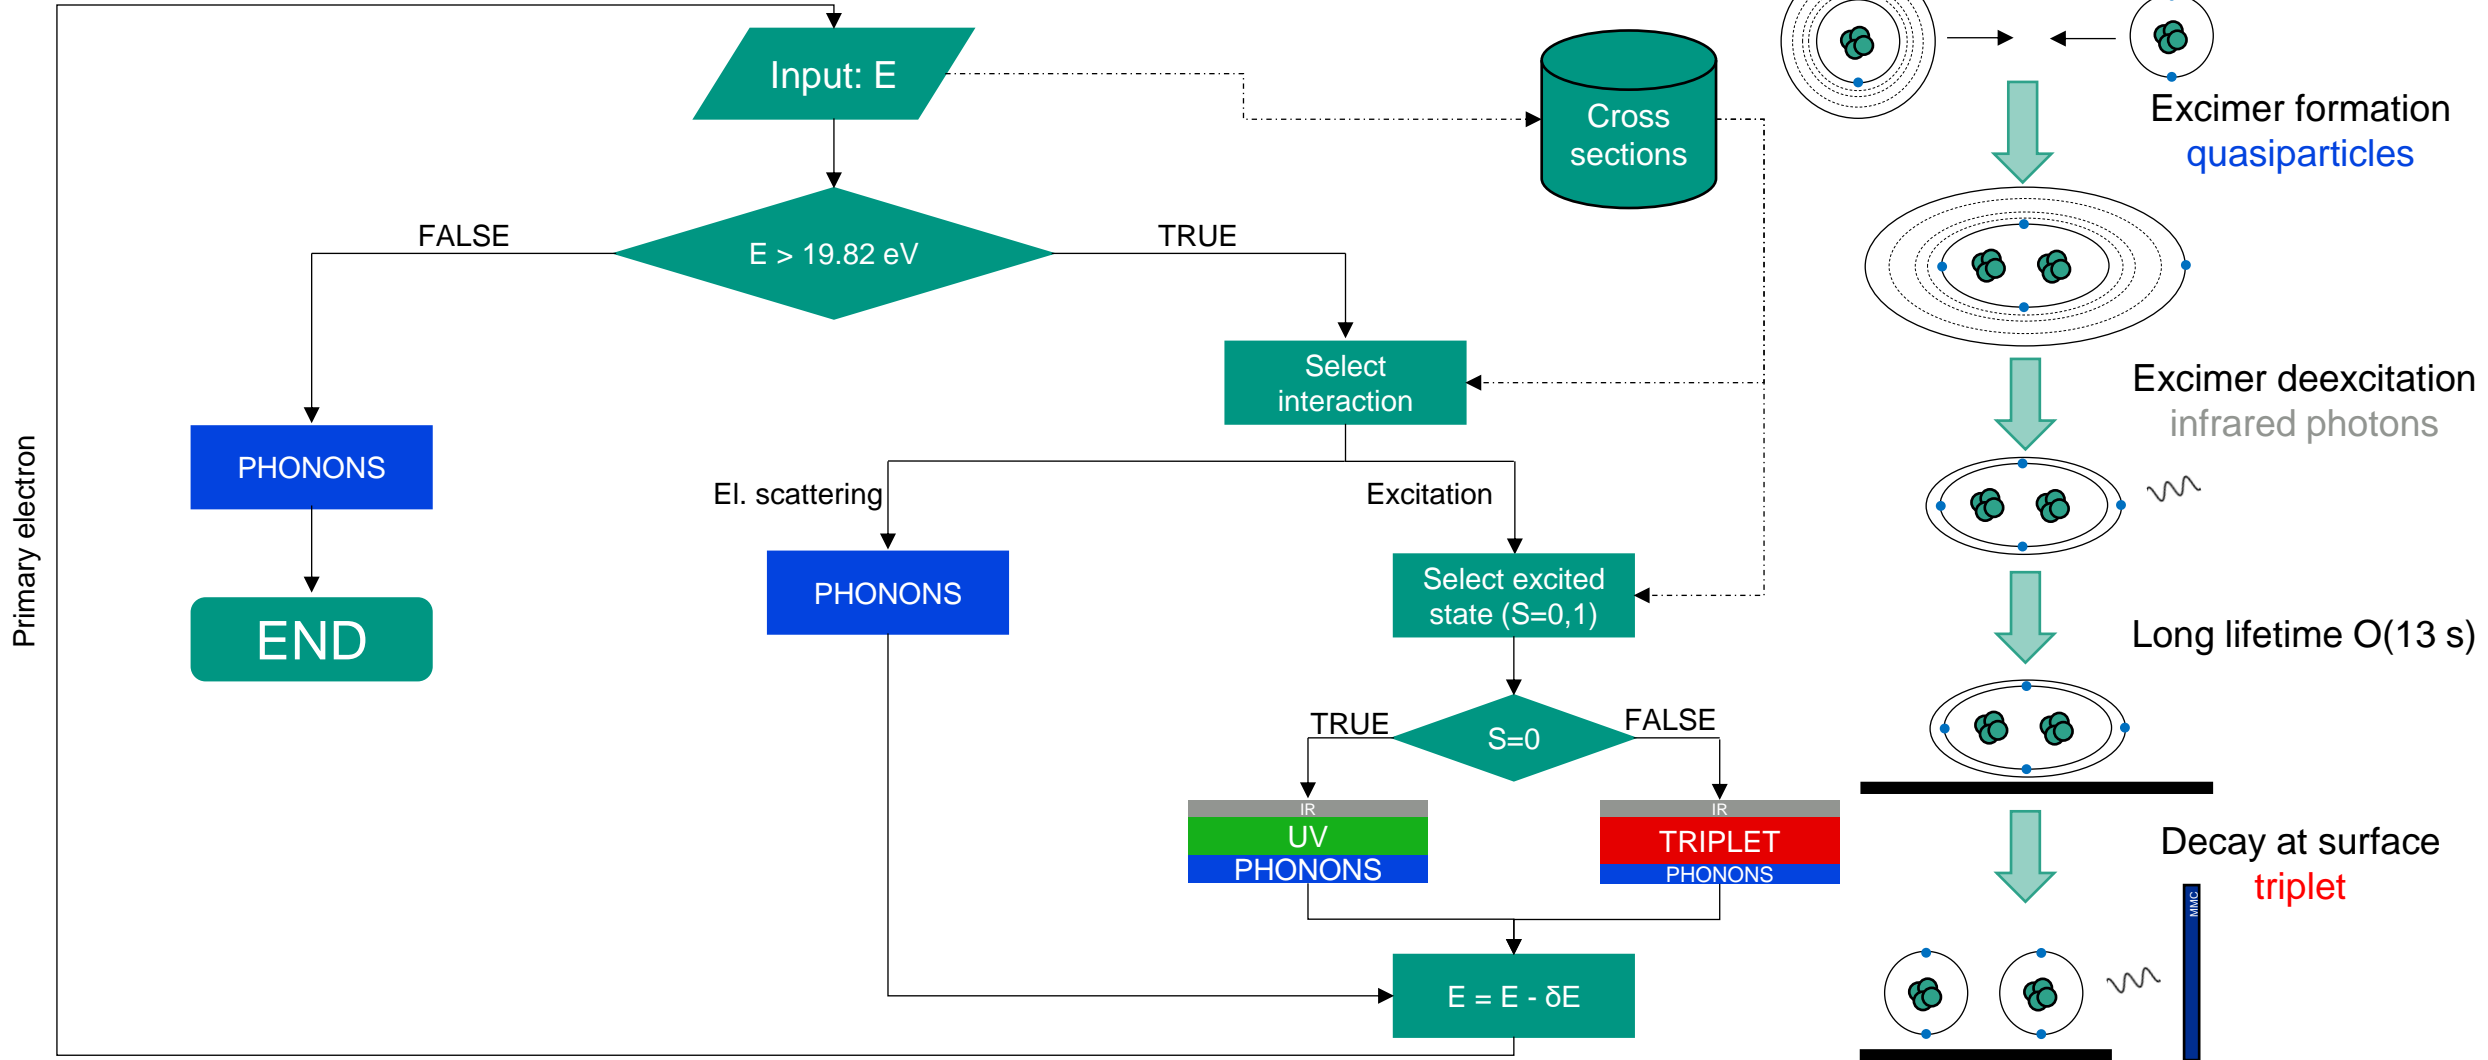 Input: E
Cross
sections
Excimer formation
quasiparticles
FALSE
TRUE
E > 19.82 eV
Select
interaction
Excimer deexcitation
infrared photons
PHONONS
El. scattering
Excitation
Primary electron
END
PHONONS
Select excited
state (S=0,1)
Long lifetime O(13 s)
TRUE
FALSE
S=0
IR
UV
PHONONS
IR
TRIPLET
PHONONS
Decay at surface
triplet
MMC
E = E - δE